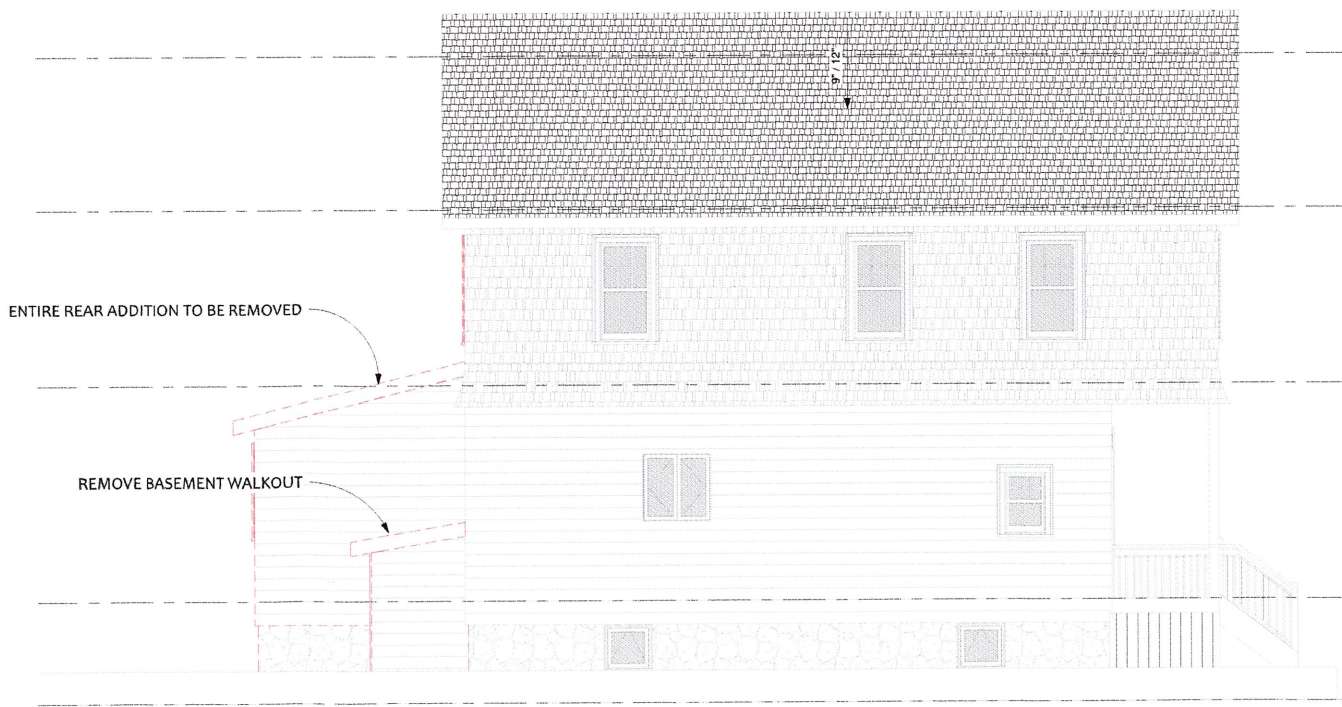 9" / 12"
ENTIRE REAR ADDITION TO BE REMOVED
REMOVE BASEMENT WALKOUT